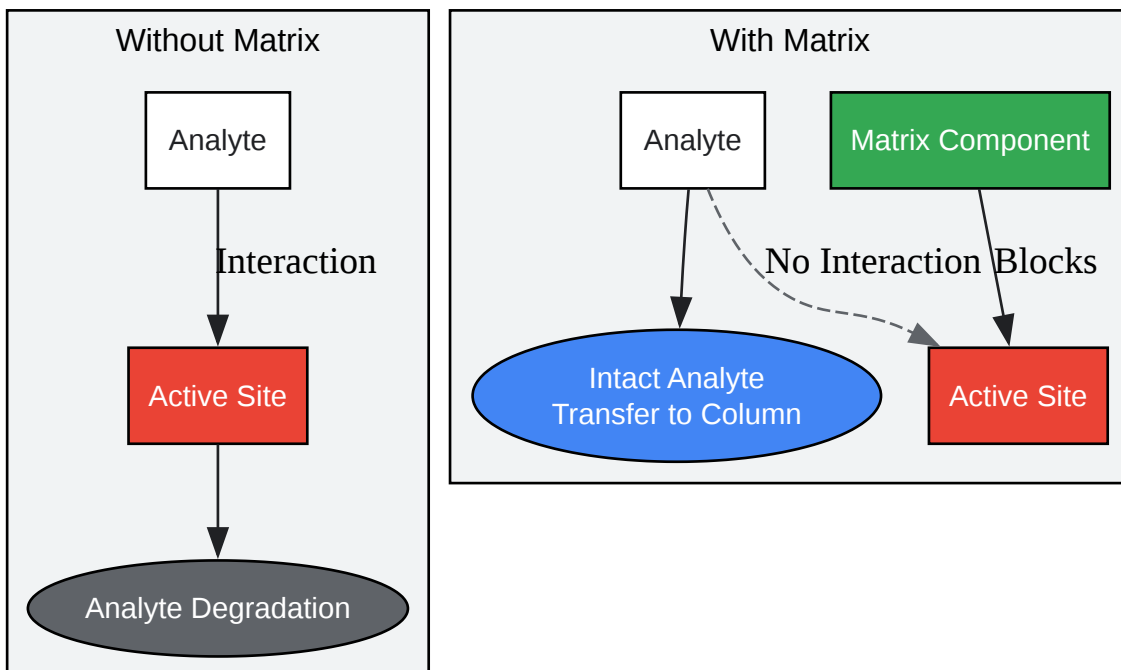 Without Matrix
Analyte
Interaction
Active Site
Analyte Degradation
With Matrix
Analyte
Matrix Component
No Interaction
Blocks
Intact Analyte
Transfer to Column
Active Site